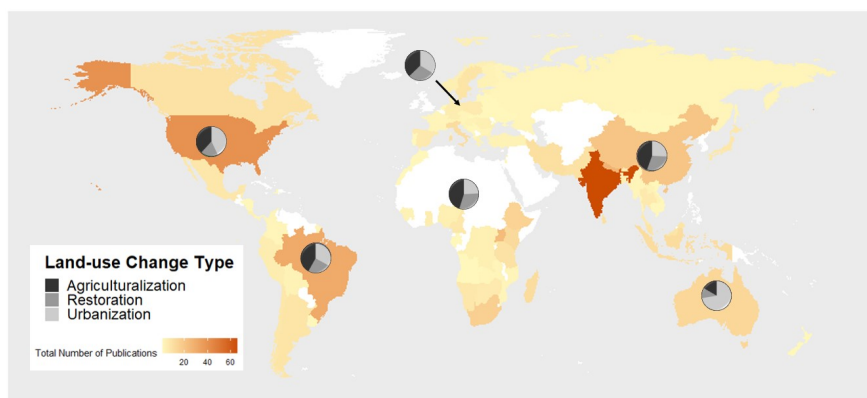 Land-use Change Type
Agriculturalization
Restoration
Urbanization
Total Number of Publications
20 40 60